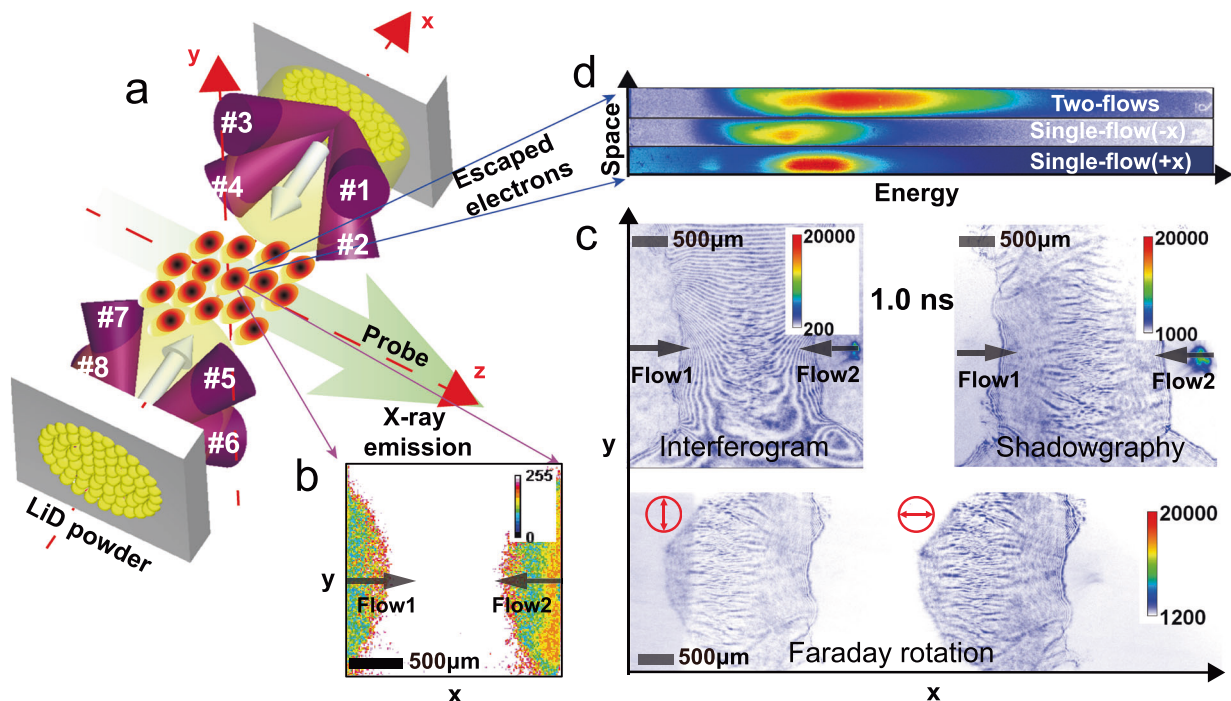 a
x
y
#3
#4
#1
#2
#7
#8
#5
#6
Escaped
electrons
Probe
z
X-ray
emission
LiD powder
b
255
0
y
Flow1
Flow2
500μm
x
d
Space
Two-flows
Single-flow(-x)
Single-flow(+x)
Energy
c
500μm
20000
200
1.0 ns
500μm
20000
1000
Flow1
Flow2
Flow1
Flow2
y
Interferogram
Shadowgraphy
20000
1200
500μm
Faraday rotation
x